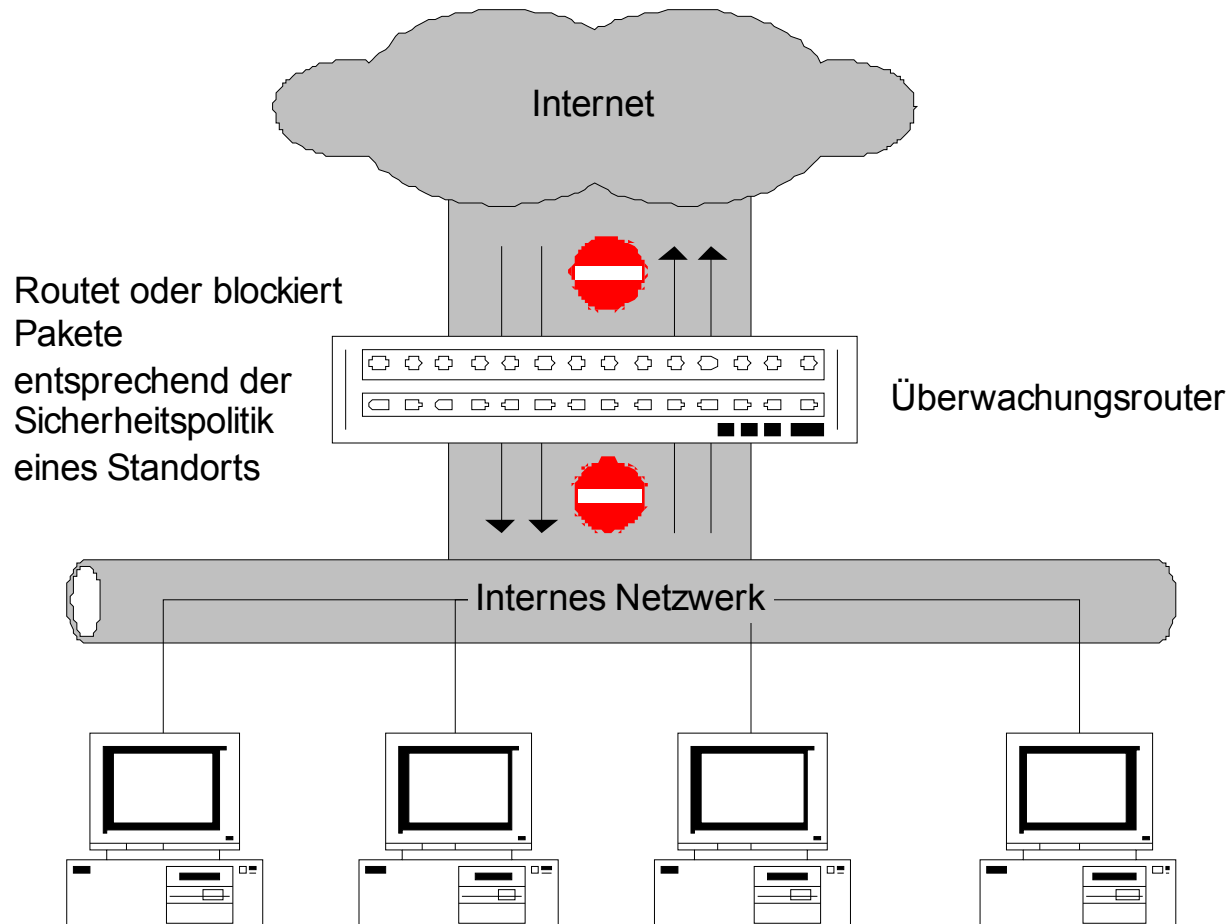 Internet
Routet oder blockiert
Pakete
entsprechend der
Sicherheitspolitik
eines Standorts
Überwachungsrouter
Internes Netzwerk